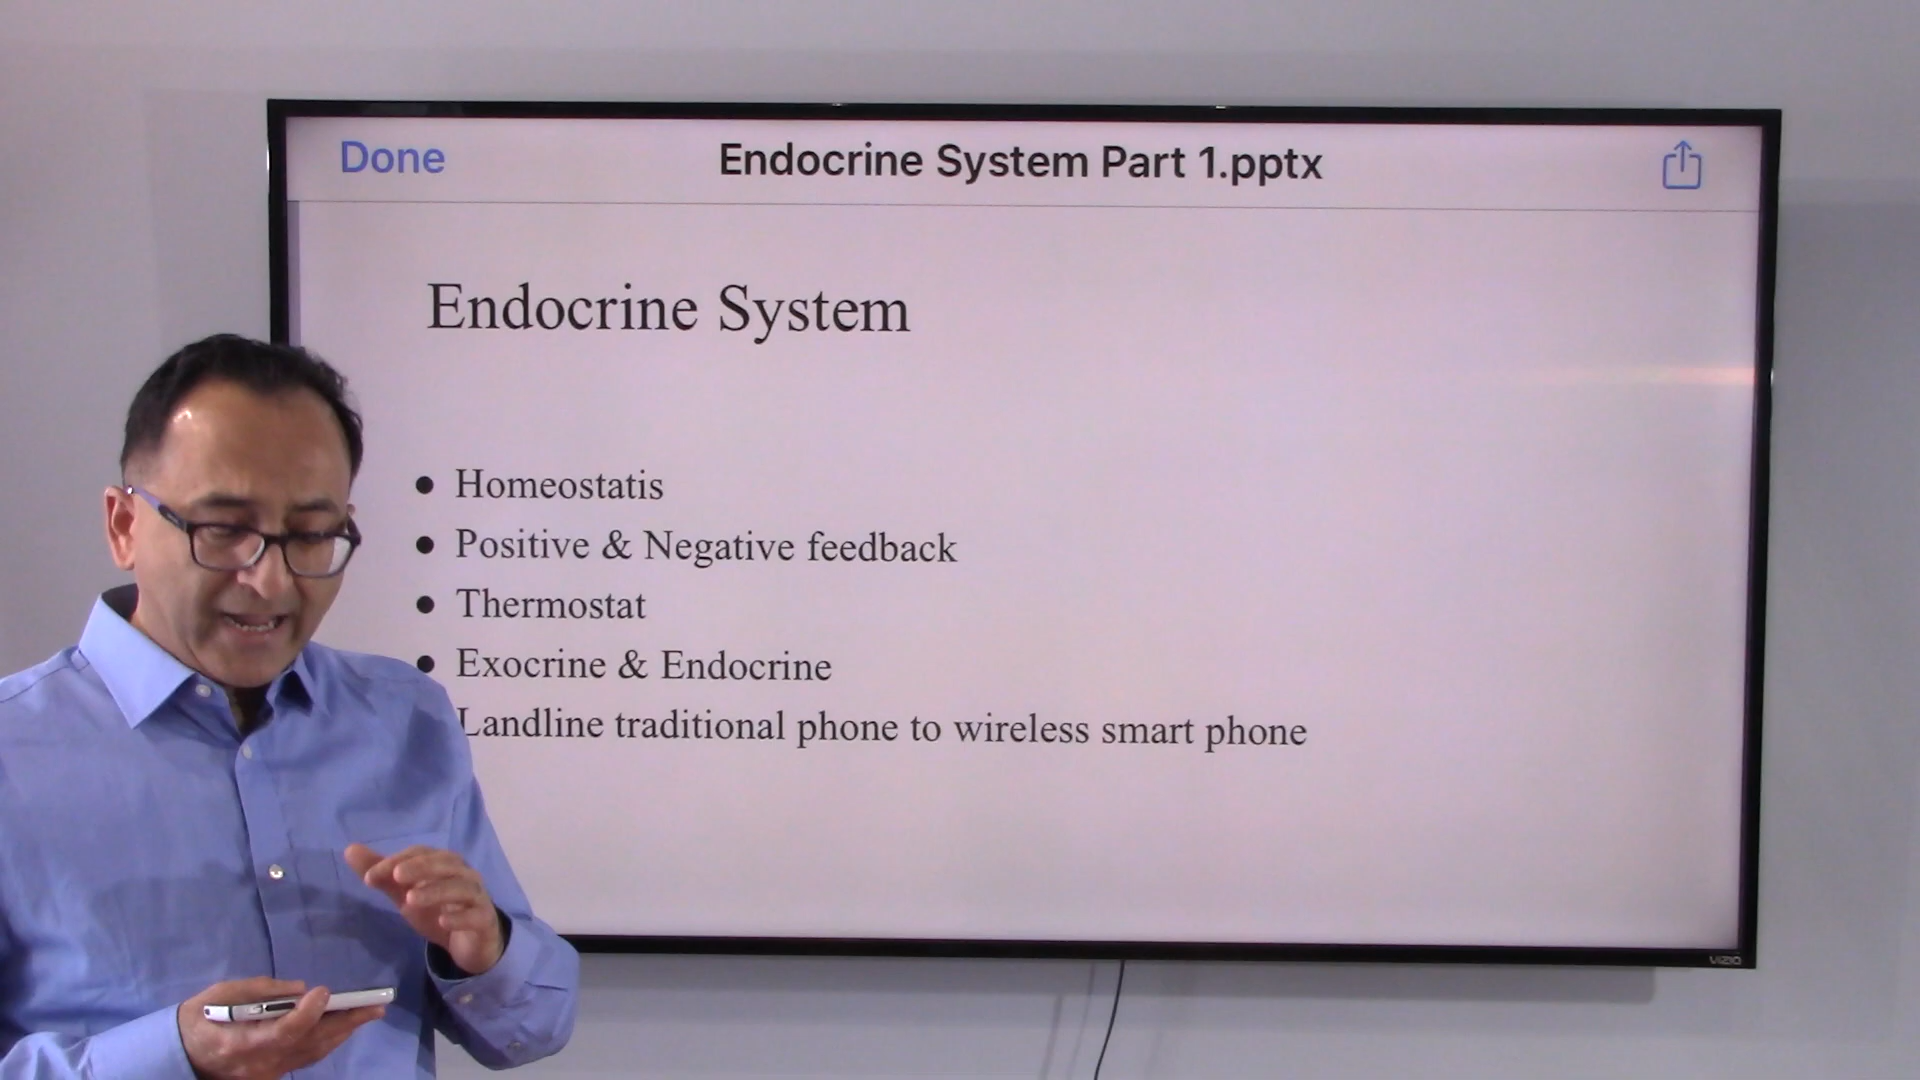 Done
Endocrine System Part 1.pptx
Endocrine System
• Homeostatis
• Positive & Negative feedback
• Thermostat
• Exocrine & Endocrine
Landline traditional phone to wireless smart phone
VIZIO